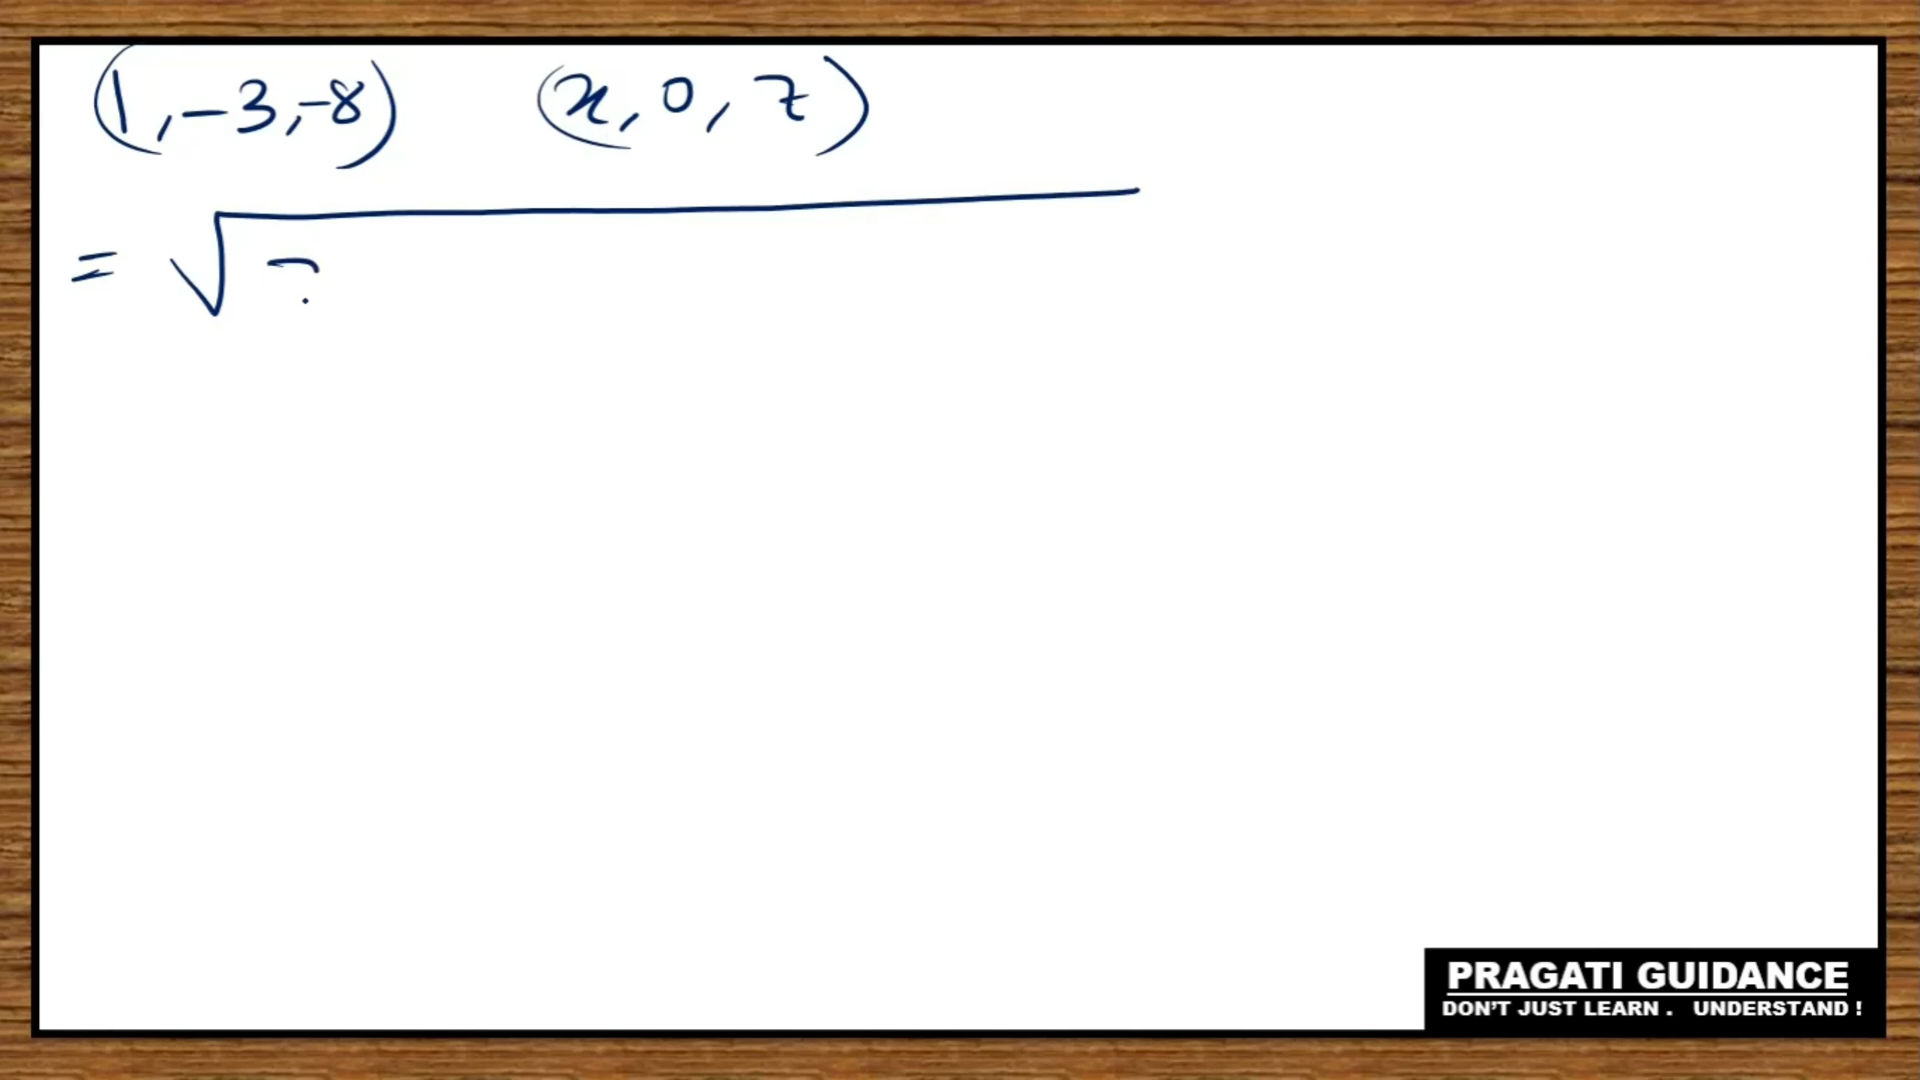 (1,-3,-8) (x,0,z)
= √
PRAGATI GUIDANCE
DON'T JUST LEARN . UNDERSTAND !